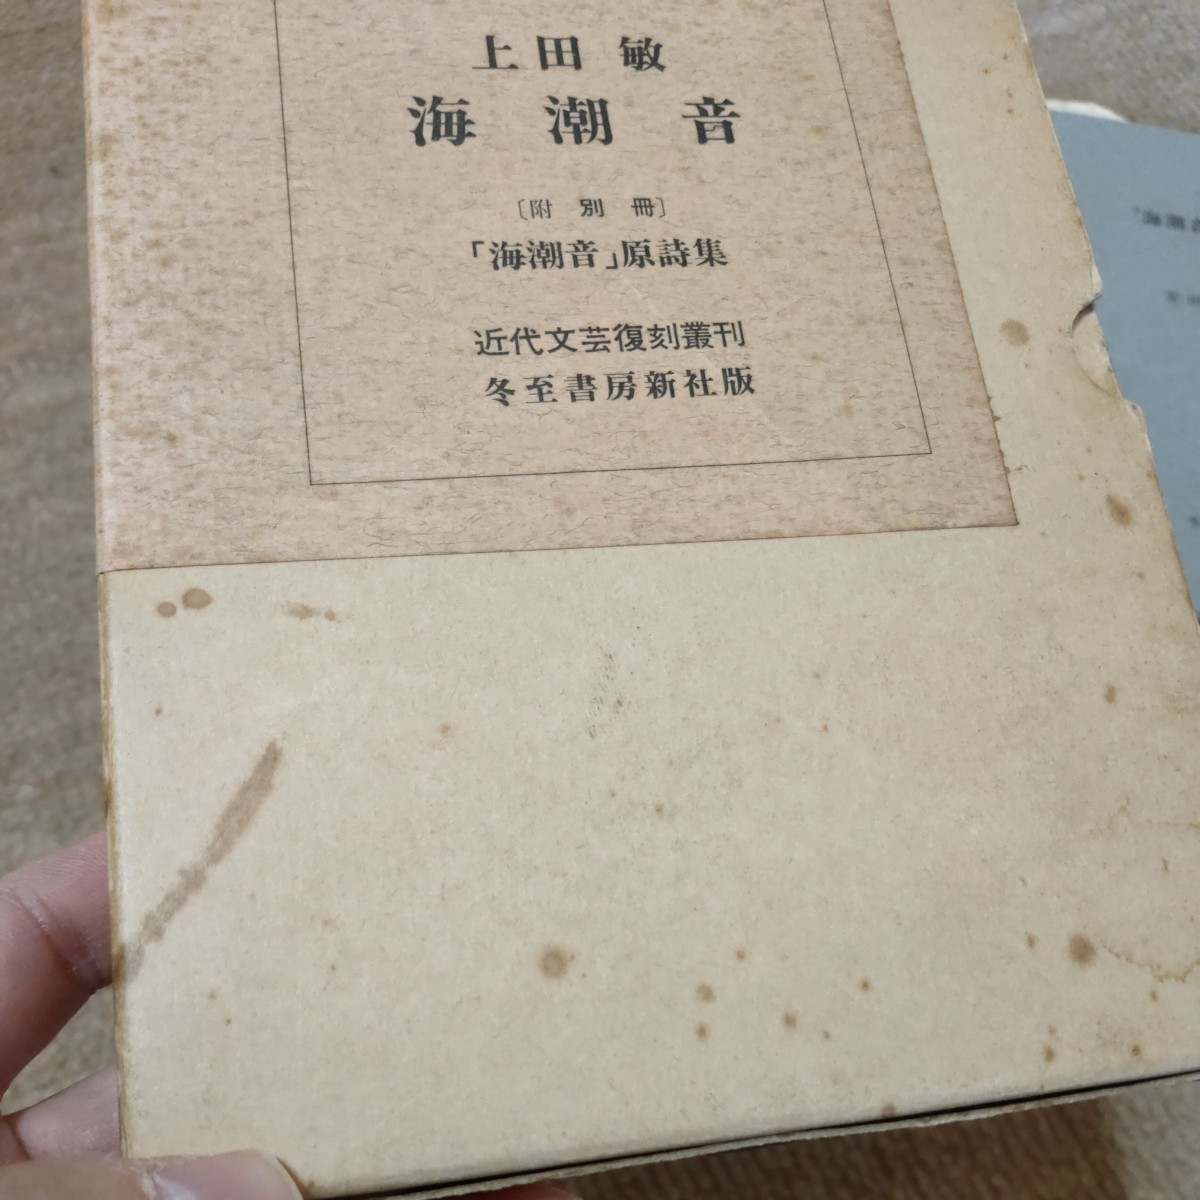 上田 敏
海潮音
〔附別冊〕
「海潮音」原詩集
近代文芸復刻叢刊
冬至書房新社版